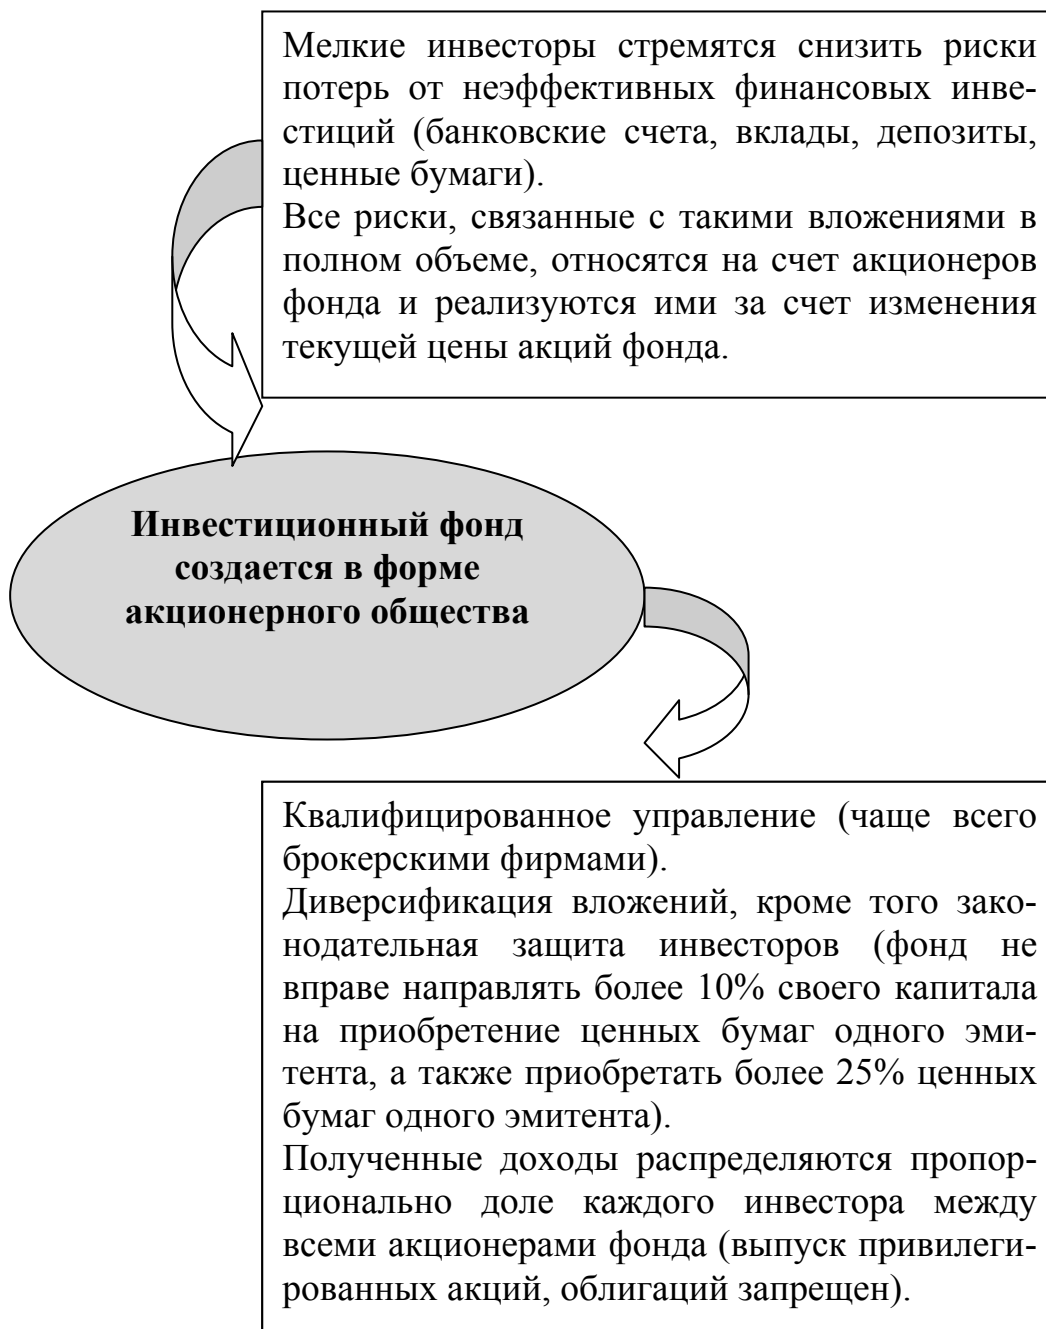 Мелкие инвесторы стремятся снизить риски
потерь от неэффективных финансовых инве-
стиций (банковские счета, вклады, депозиты,
ценные бумаги).
Все риски, связанные с такими вложениями в
полном объеме, относятся на счет акционеров
фонда и реализуются ими за счет изменения
текущей цены акций фонда.
Инвестиционный фонд
создается в форме
акционерного общества
Квалифицированное управление (чаще всего
брокерскими фирмами).
Диверсификация вложений, кроме того зако-
нодательная защита инвесторов (фонд не
вправе направлять более 10% своего капитала
на приобретение ценных бумаг одного эми-
тента, а также приобретать более 25% ценных
бумаг одного эмитента).
Полученные доходы распределяются пропор-
ционально доле каждого инвестора между
всеми акционерами фонда (выпуск привилеги-
рованных акций, облигаций запрещен).